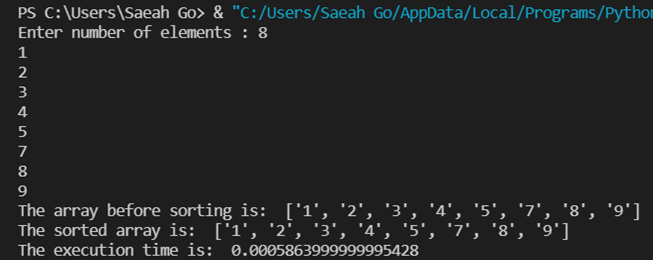 PS C:\Users\Saeah Go> & "C:/Users/Saeah Go/AppData/Local/Programs/Python
Enter number of elements : 8
1
2
3
4
5
7
8
9
The array before sorting is:  ['1', '2', '3', '4', '5', '7', '8', '9']
The sorted array is:  ['1', '2', '3', '4', '5', '7', '8', '9']
The execution time is:  0.0005863999999995428